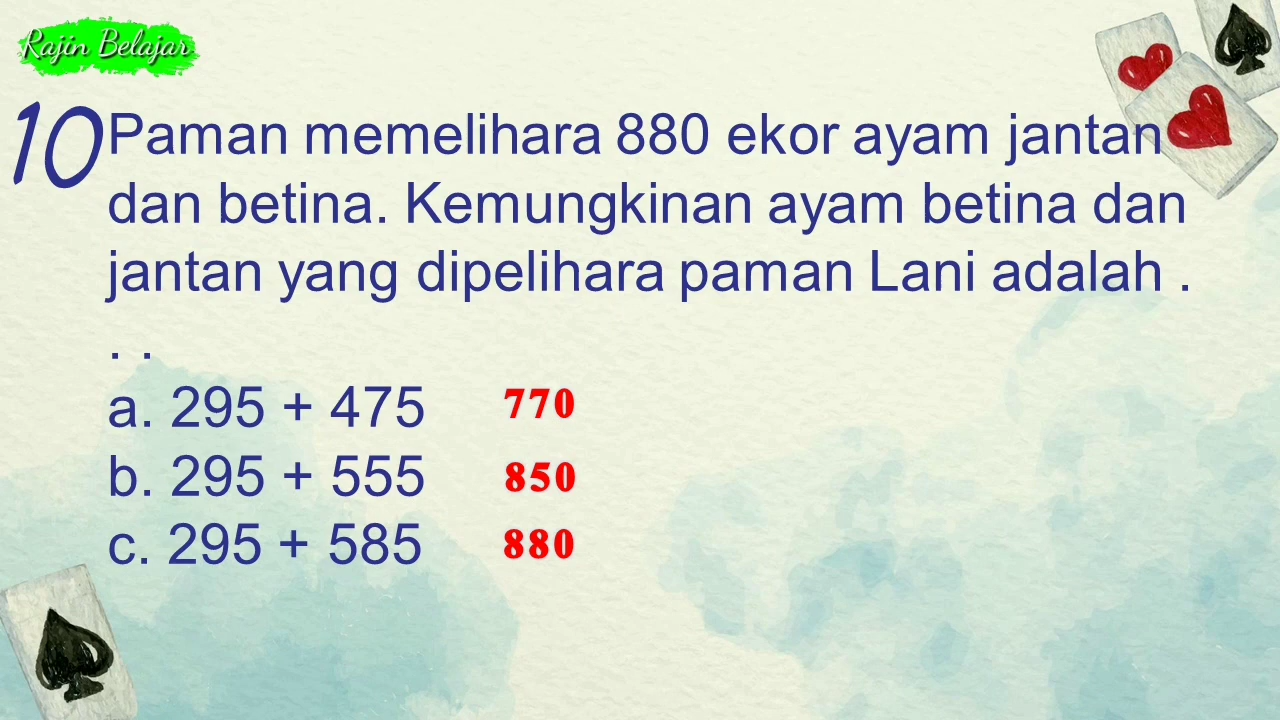 Rajin Belajar
10 Paman memelihara 880 ekor ayam jantan
dan betina. Kemungkinan ayam betina dan
jantan yang dipelihara paman Lani adalah .
. .
a. 295 + 475 770
b. 295 + 555 850
c. 295 + 585 880